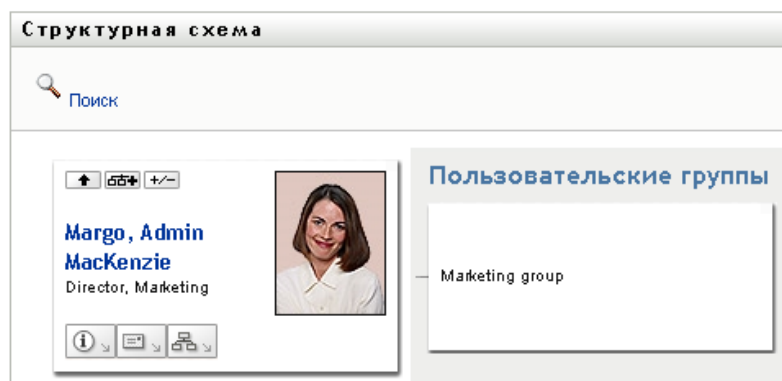 Структурная схема
Поиск
+/-
Margo, Admin
MacKenzie
Director, Marketing
Пользовательские группы
Marketing group